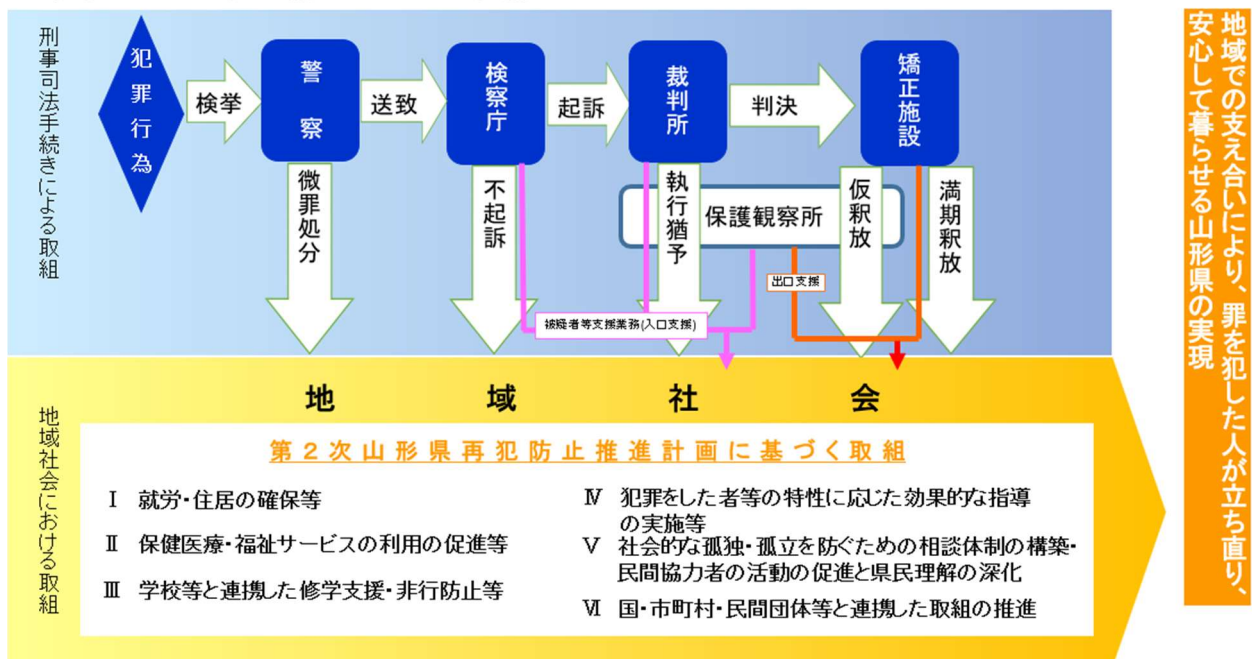 刑事司法手続きによる取組
犯罪行為
検挙
警察
送致
検察庁
起訴
裁判所
判決
矯正施設
微罪処分
不起訴
執行猶予
保護観察所
仮釈放
満期釈放
出口支援
被疑者等支援業務(入口支援)
地域社会における取組
地域社会
第2次山形県再犯防止推進計画に基づく取組
Ⅰ 就労・住居の確保等
Ⅱ 保健医療・福祉サービスの利用の促進等
Ⅲ 学校等と連携した修学支援・非行防止等
Ⅳ 犯罪をした者等の特性に応じた効果的な指導
の実施等
Ⅴ 社会的な孤独・孤立を防ぐための相談体制の構築・
民間協力者の活動の促進と県民理解の深化
Ⅵ 国・市町村・民間団体等と連携した取組の推進
地域での支え合いにより、罪を犯した人が立ち直り、
安心して暮らせる山形県の実現